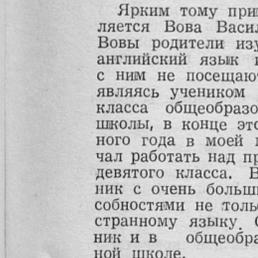 Ярким тому при
ляется Вова Васил
Вовы родители изу
английский язык
с ним не посещаю
являясь учеником
класса общеобразо
школы, в конце это
ного года в моей
чал работать над пр
девятого класса. В
ник с очень больш
собностями не толь
странному языку. О
ник и в общеобра
ной школе.